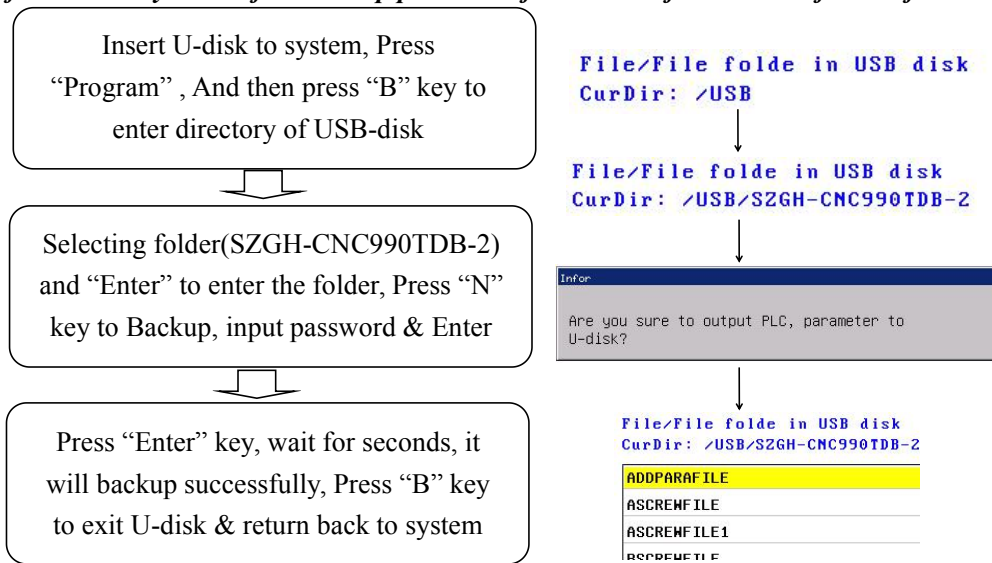 Insert U-disk to system, Press
“Program” , And then press “B” key to
enter directory of USB-disk
Selecting folder(SZGH-CNC990TDB-2)
and “Enter” to enter the folder, Press “N”
key to Backup, input password & Enter
Press “Enter” key, wait for seconds, it
will backup successfully, Press “B” key
to exit U-disk & return back to system
File/File folde in USB disk
CurDir: /USB
File/File folde in USB disk
CurDir: /USB/SZGH-CNC990TDB-2
Infor
Are you sure to output PLC, parameter to
U-disk?
File/File folde in USB disk
CurDir: /USB/SZGH-CNC990TDB-2
ADDPARAFILE
ASCREWFILE
ASCREWFILE1
BSCREWFILE